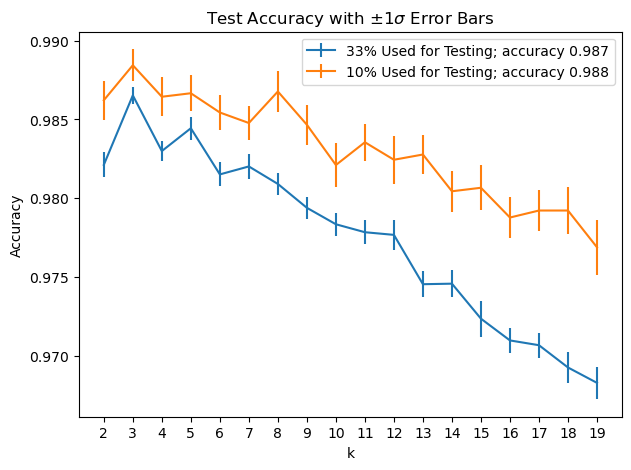 Test Accuracy with ±1σ Error Bars
33% Used for Testing; accuracy 0.987
10% Used for Testing; accuracy 0.988
0.990
0.985
0.980
0.975
0.970
Accuracy
2 3 4 5 6 7 8 9 10 11 12 13 14 15 16 17 18 19
k